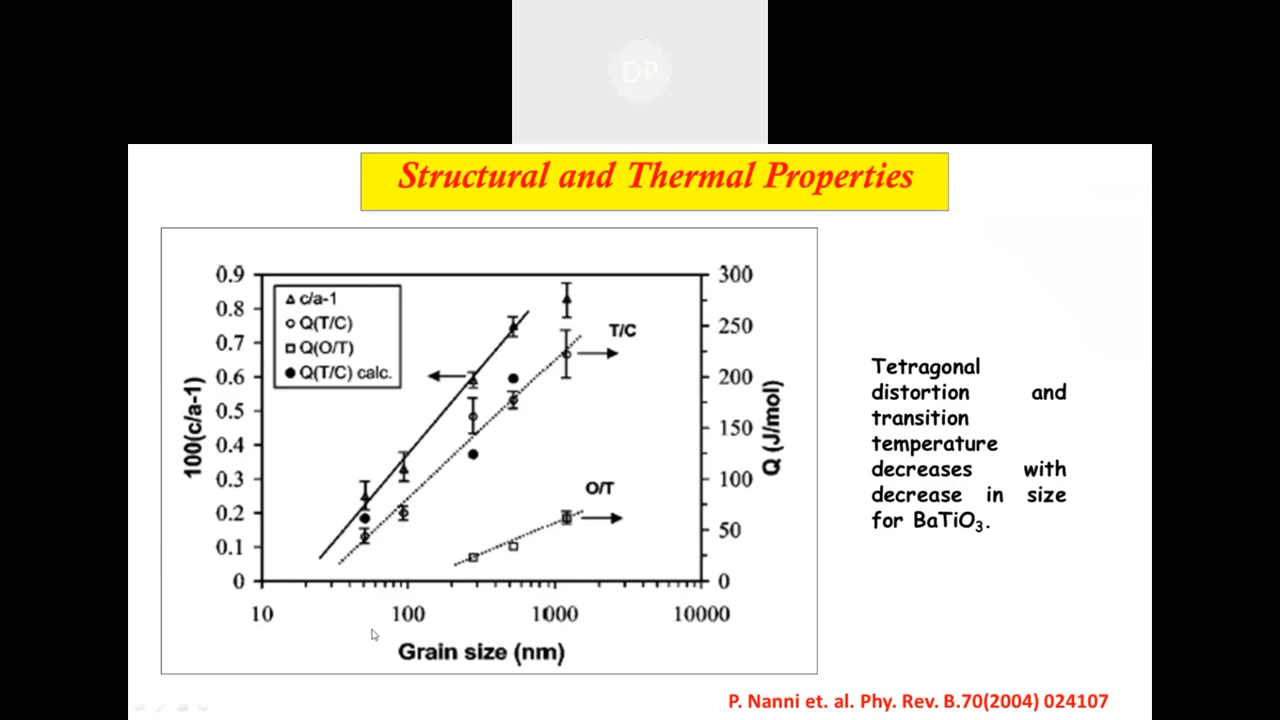 DP
Structural and Thermal Properties
0.9
0.8
0.7
0.6
0.5
0.4
0.3
0.2
0.1
0
100(c/a-1)
c/a-1
Q(T/C)
Q(O/T)
Q(T/C) calc.
T/C
O/T
300
250
200
150
100
50
0
Q (J/mol)
10 100 1000 10000
Grain size (nm)
Tetragonal
distortion and
transition
temperature
decreases with
decrease in size
for BaTiO₃.
P. Nanni et. al. Phy. Rev. B.70(2004) 024107